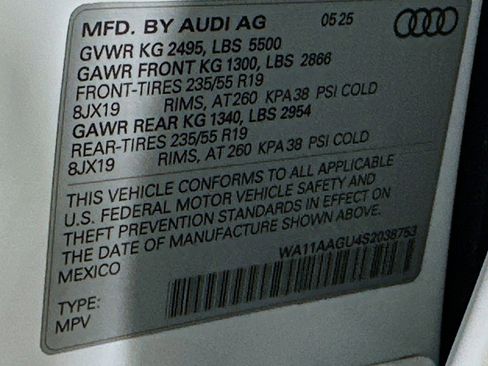 MFD. BY AUDI AG 05 25
GVWR KG 2495, LBS 5500
GAWR FRONT KG 1300, LBS 2866
FRONT-TIRES 235/55 R19
8JX19 RIMS, AT 260 KPA 38 PSI COLD
GAWR REAR KG 1340, LBS 2954
REAR-TIRES 235/55 R19
8JX19 RIMS, AT 260 KPA 38 PSI COLD
THIS VEHICLE CONFORMS TO ALL APPLICABLE
U.S. FEDERAL MOTOR VEHICLE SAFETY AND
THEFT PREVENTION STANDARDS IN EFFECT ON
THE DATE OF MANUFACTURE SHOWN ABOVE.
MEXICO WA11AAGU4S2038753
TYPE:
MPV